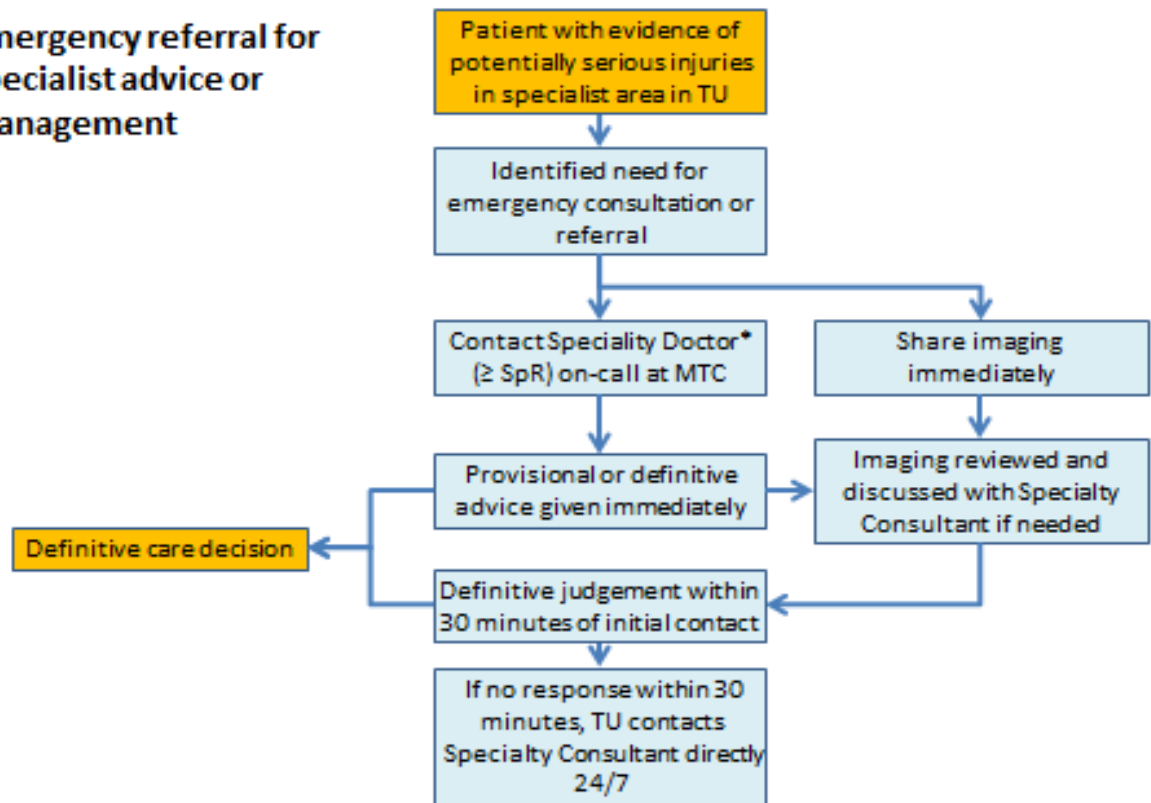 mergency referral for
pecialist advice or
anagement
Patient with evidence of
potentially serious injuries
in specialist area in TU
Identified need for
emergency consultation or
referral
Contact Speciality Doctor*
(≥ SpR) on-call at MTC
Share imaging
immediately
Provisional or definitive
advice given immediately
Imaging reviewed and
discussed with Specialty
Consultant if needed
Definitive care decision
Definitive judgement within
30 minutes of initial contact
If no response within 30
minutes, TU contacts
Specialty Consultant directly
24/7